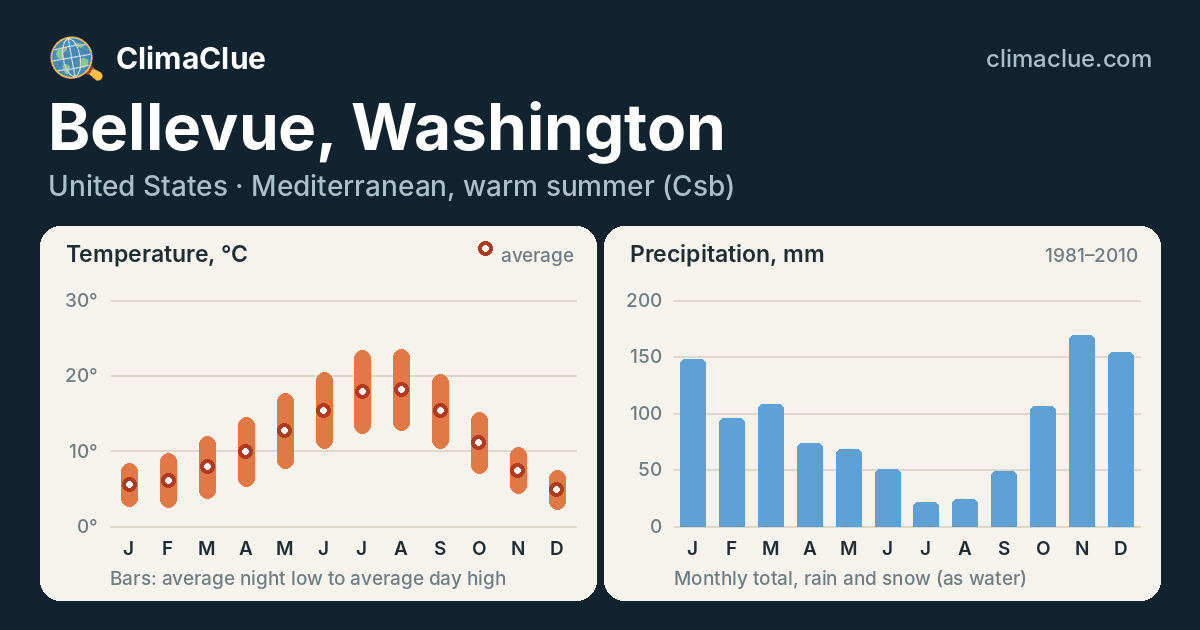 ClimaClue
climaclue.com
Bellevue, Washington
United States · Mediterranean, warm summer (Csb)
Temperature, °C
average
30°
20°
10°
0°
J F M A M J J A S O N D
Bars: average night low to average day high
Precipitation, mm
1981–2010
200
150
100
50
0
J F M A M J J A S O N D
Monthly total, rain and snow (as water)